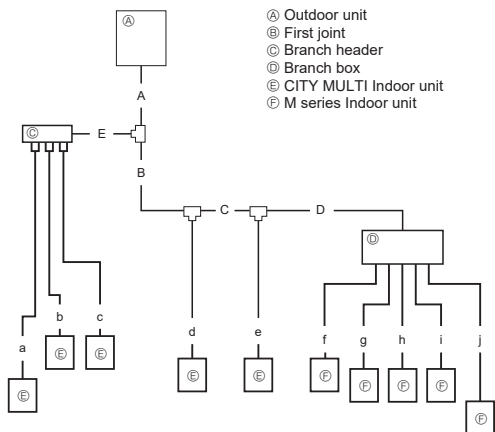 Ⓐ Outdoor unit
Ⓑ First joint
Ⓒ Branch header
Ⓓ Branch box
Ⓔ CITY MULTI Indoor unit
Ⓕ M series Indoor unit
Ⓐ
A
Ⓒ
E
B
C
D
Ⓓ
a
b
c
d
e
f
g
h
i
j
Ⓔ
Ⓔ
Ⓔ
Ⓔ
Ⓔ
Ⓕ
Ⓕ
Ⓕ
Ⓕ
Ⓕ